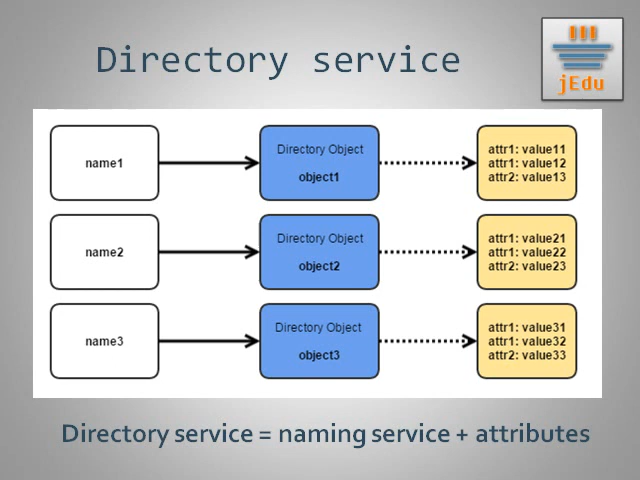 Directory service
jEdu
name1
Directory Object
object1
attr1: value11
attr1: value12
attr2: value13
name2
Directory Object
object2
attr1: value21
attr1: value22
attr2: value23
name3
Directory Object
object3
attr1: value31
attr1: value32
attr2: value33
Directory service = naming service + attributes